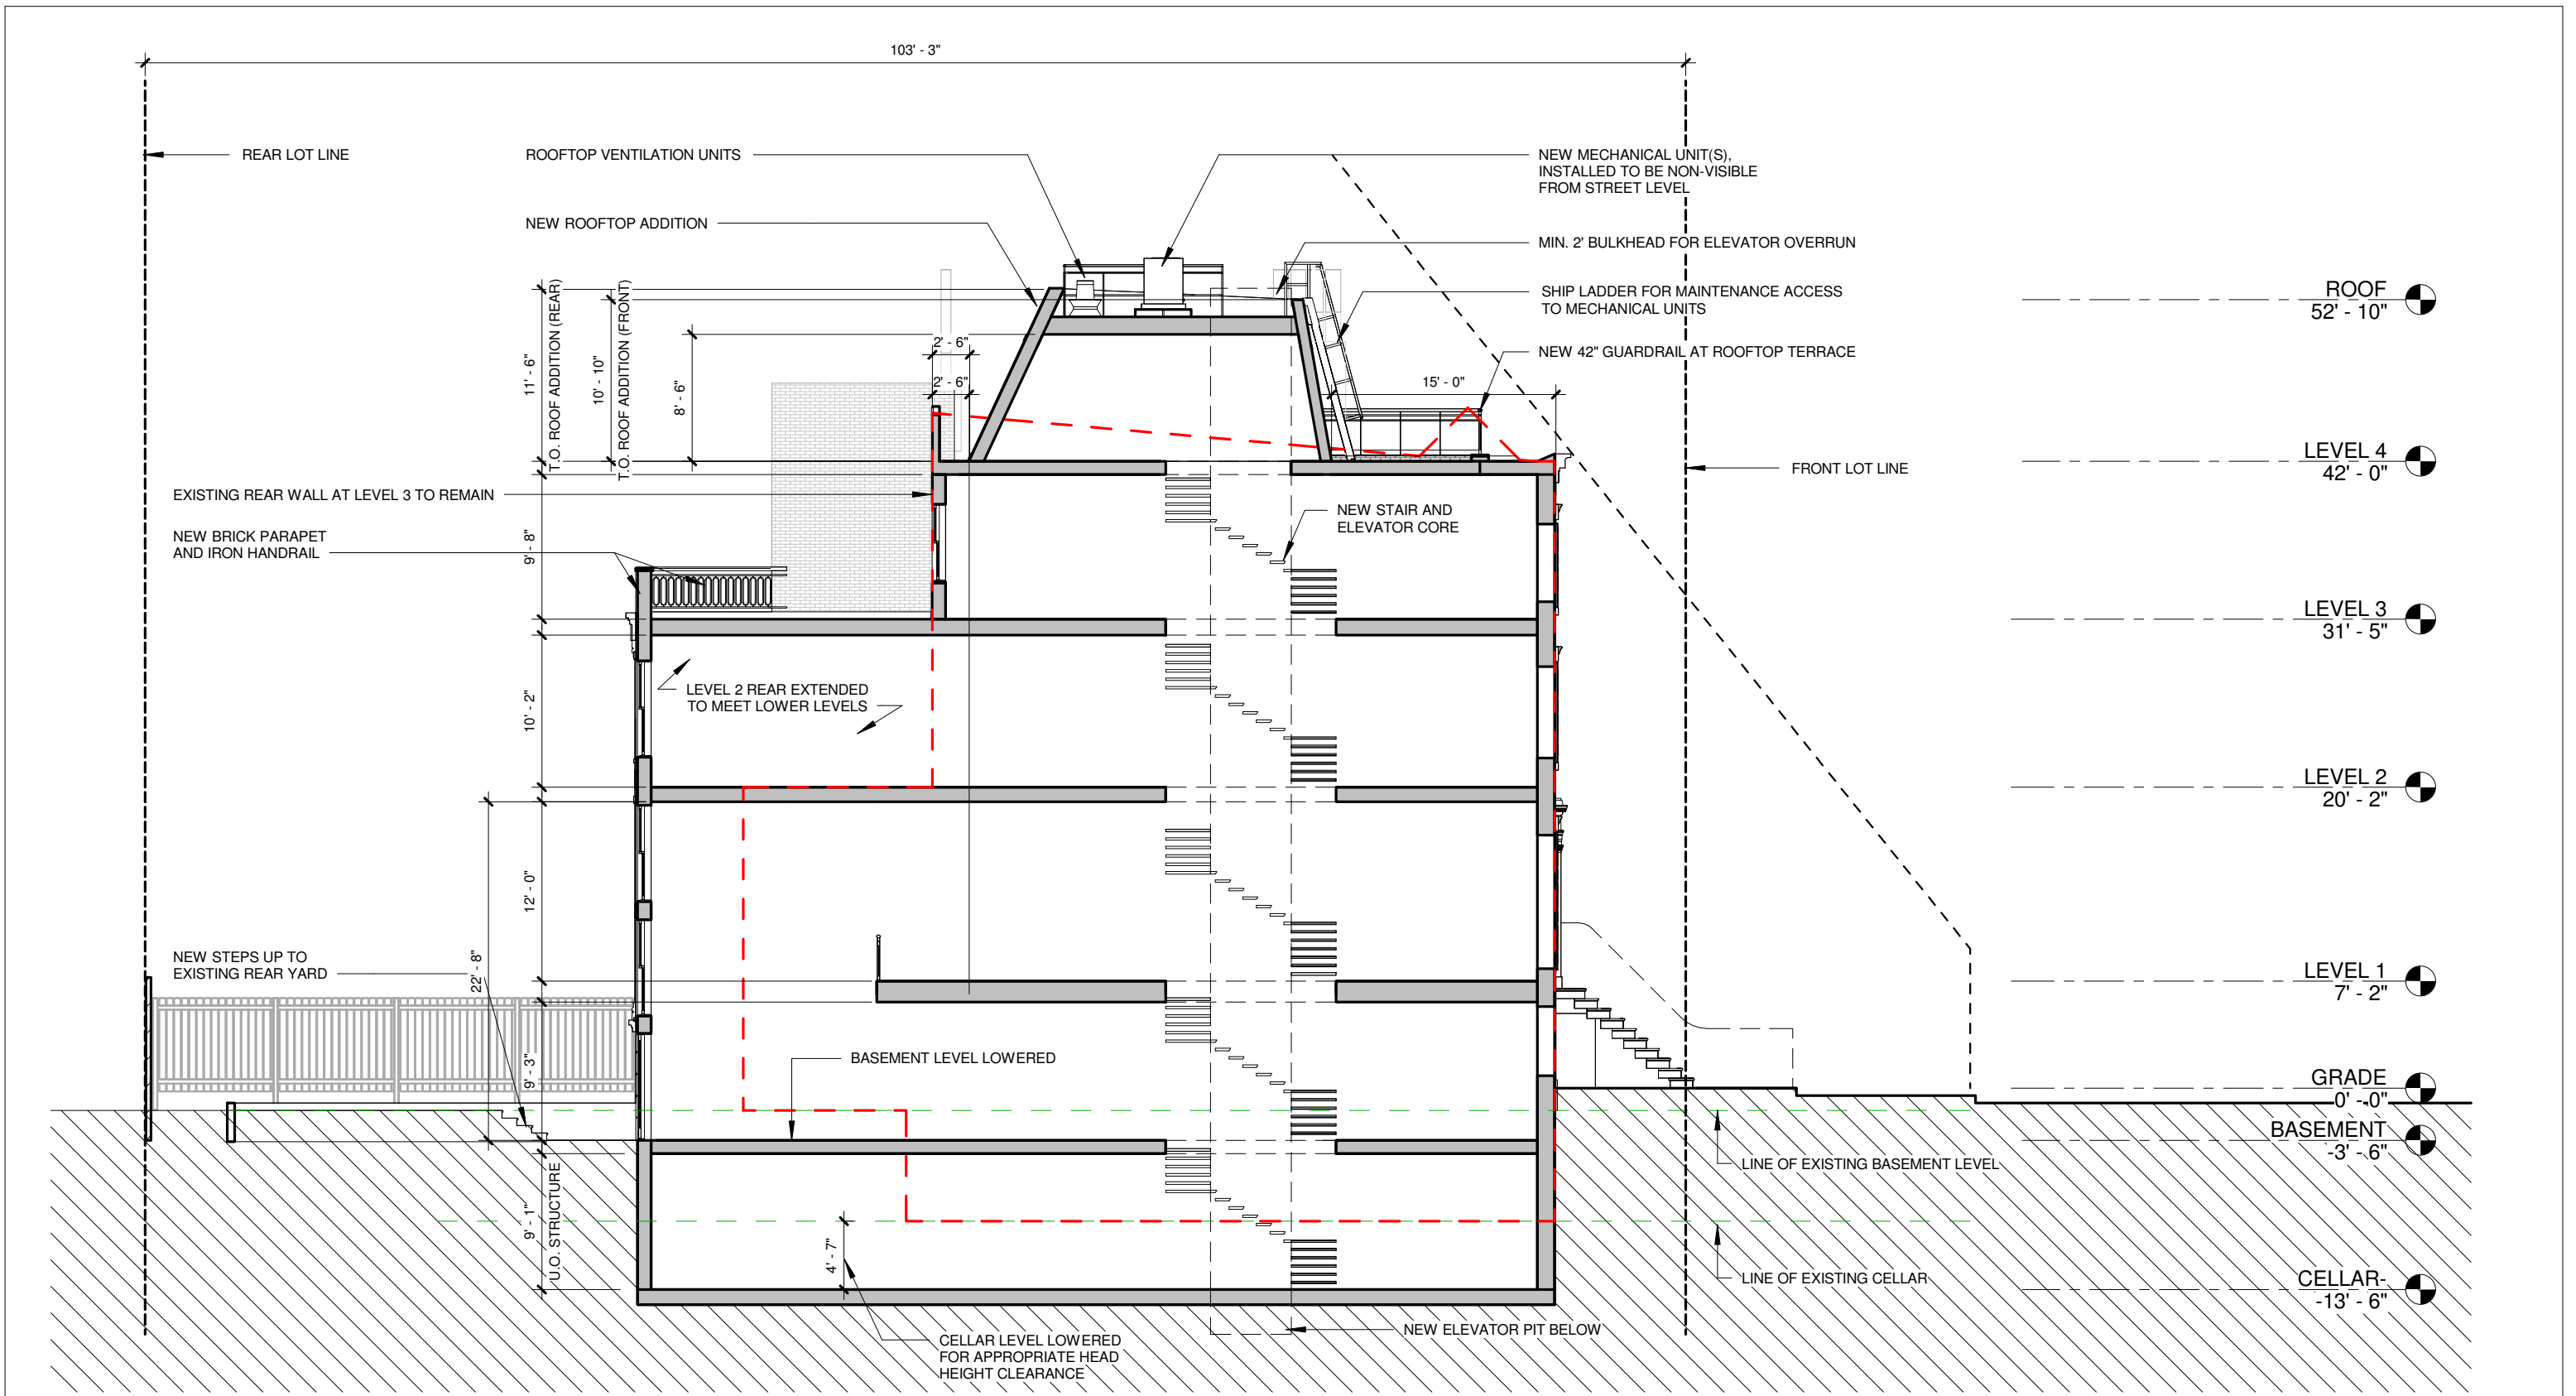 103' - 3"
REAR LOT LINE
ROOFTOP VENTILATION UNITS
NEW ROOFTOP ADDITION
NEW MECHANICAL UNIT(S),
INSTALLED TO BE NON-VISIBLE
FROM STREET LEVEL
MIN. 2' BULKHEAD FOR ELEVATOR OVERRUN
SHIP LADDER FOR MAINTENANCE ACCESS
TO MECHANICAL UNITS
NEW 42" GUARDRAIL AT ROOFTOP TERRACE
ROOF
52' - 10"
11' - 6"
T.O. ROOF ADDITION (REAR)
10' - 10"
T.O. ROOF ADDITION (FRONT)
8' - 6"
2' - 6"
2' - 6"
15' - 0"
LEVEL 4
42' - 0"
FRONT LOT LINE
EXISTING REAR WALL AT LEVEL 3 TO REMAIN
NEW BRICK PARAPET
AND IRON HANDRAIL
9' - 8"
NEW STAIR AND
ELEVATOR CORE
LEVEL 3
31' - 5"
LEVEL 2 REAR EXTENDED
TO MEET LOWER LEVELS
10' - 2"
LEVEL 2
20' - 2"
12' - 0"
22' - 8"
NEW STEPS UP TO
EXISTING REAR YARD
LEVEL 1
7' - 2"
9' - 3"
BASEMENT LEVEL LOWERED
GRADE
0' - 0"
BASEMENT
-3' - 6"
LINE OF EXISTING BASEMENT LEVEL
9' - 1"
U.O. STRUCTURE
4' - 7"
LINE OF EXISTING CELLAR
CELLAR
-13' - 6"
NEW ELEVATOR PIT BELOW
CELLAR LEVEL LOWERED
FOR APPROPRIATE HEAD
HEIGHT CLEARANCE